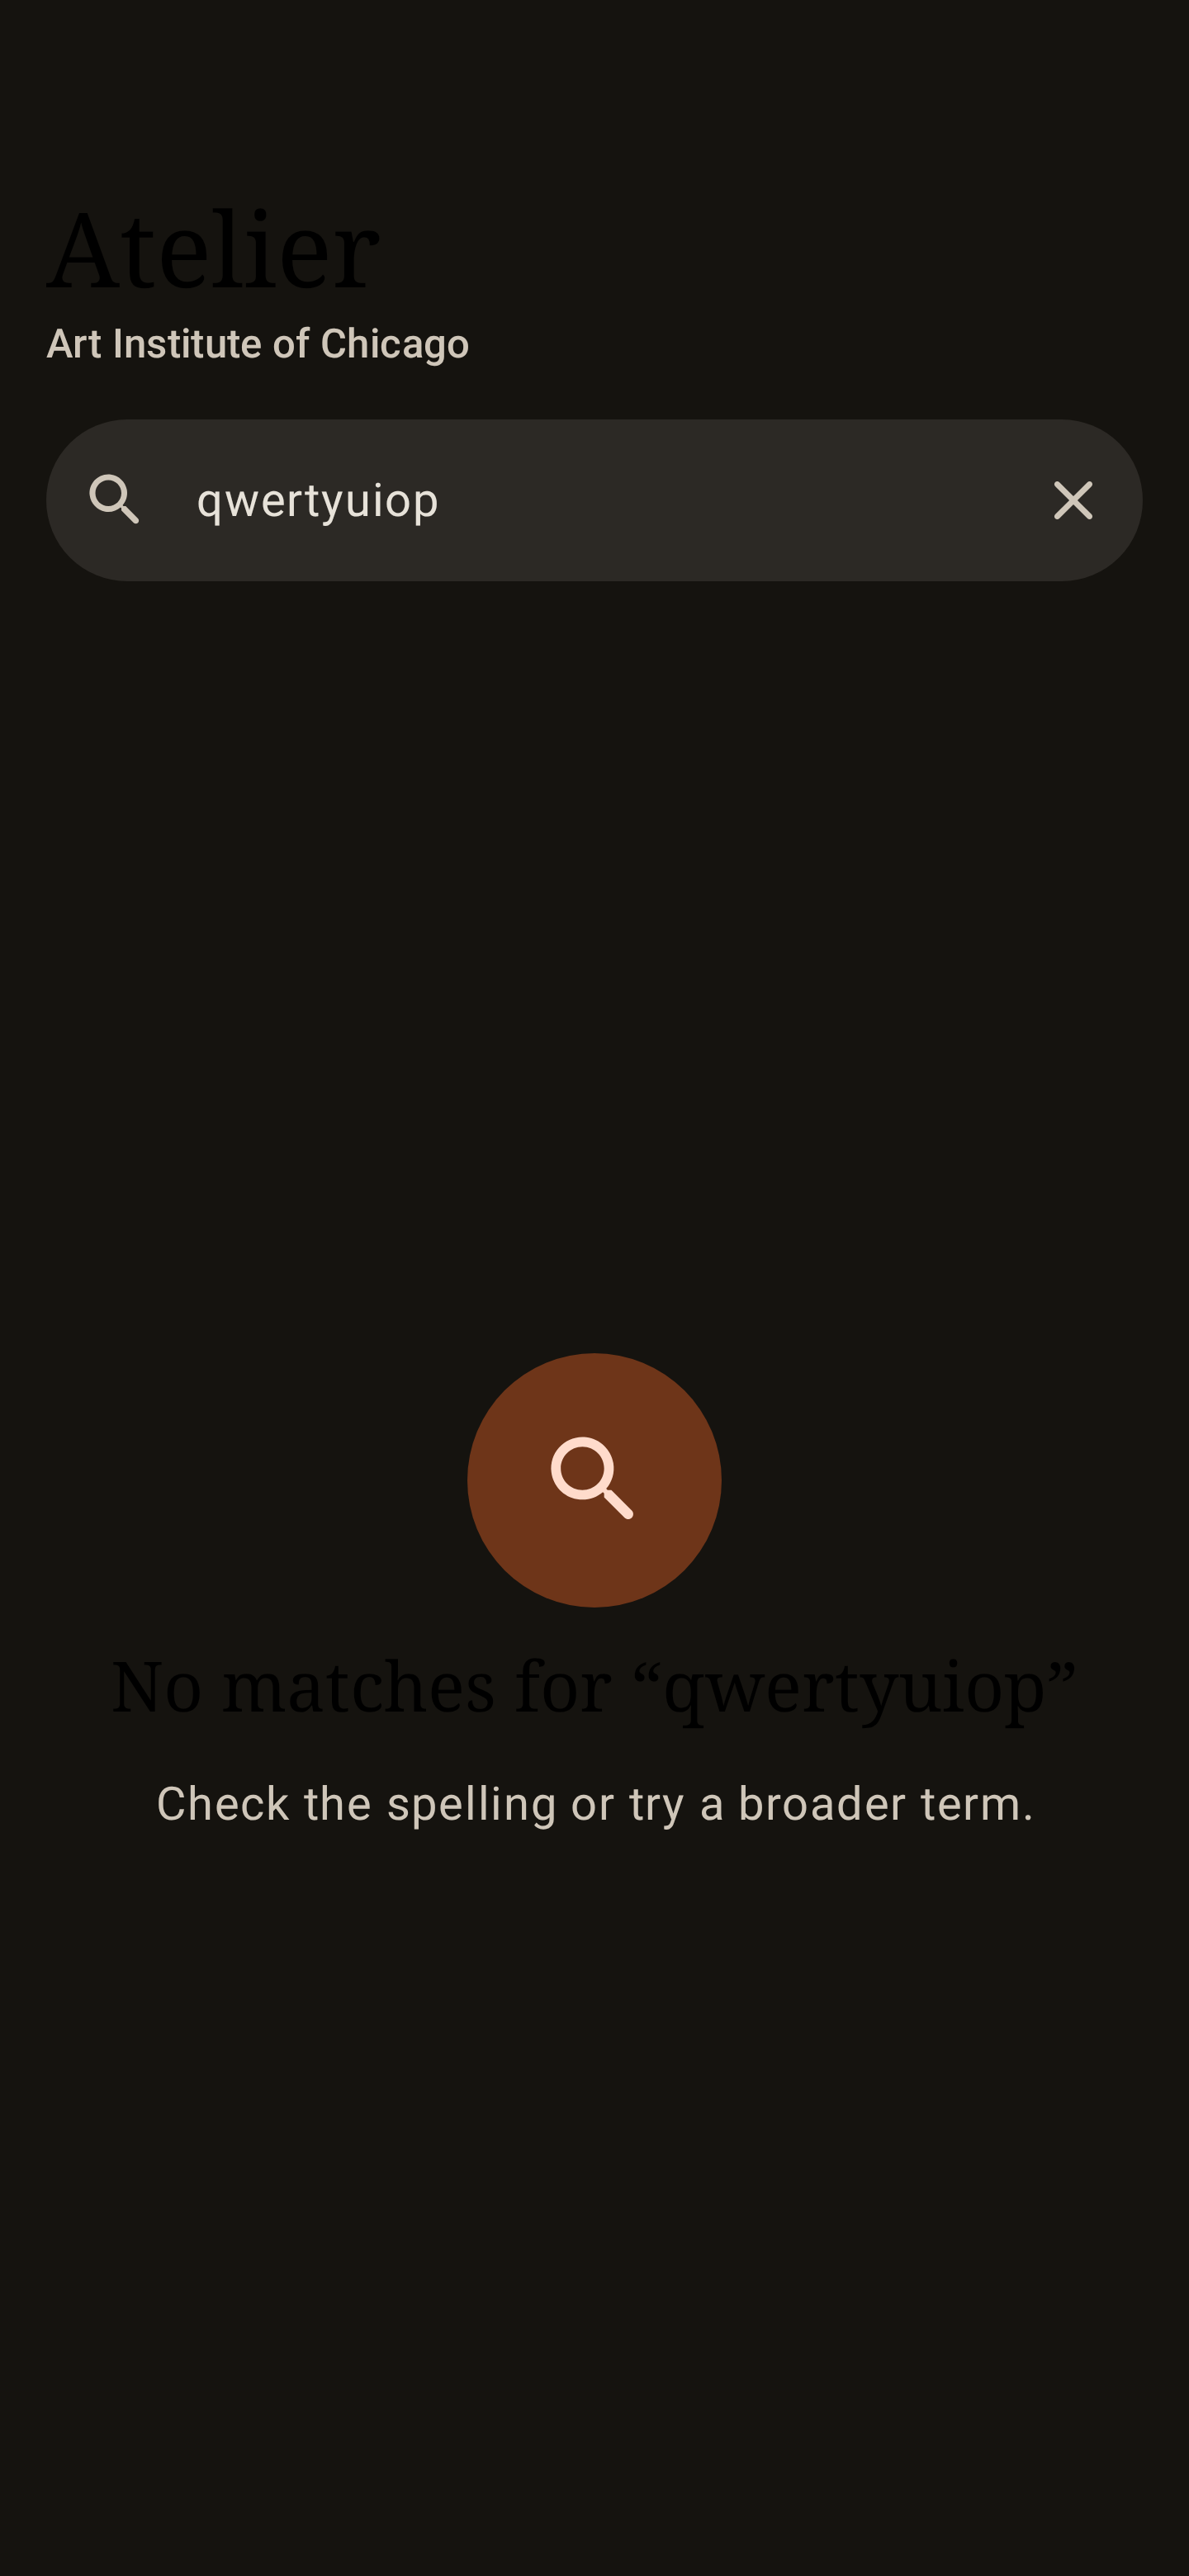 Atelier
Art Institute of Chicago
qwertyuiop
No matches for “qwertyuiop”
Check the spelling or try a broader term.